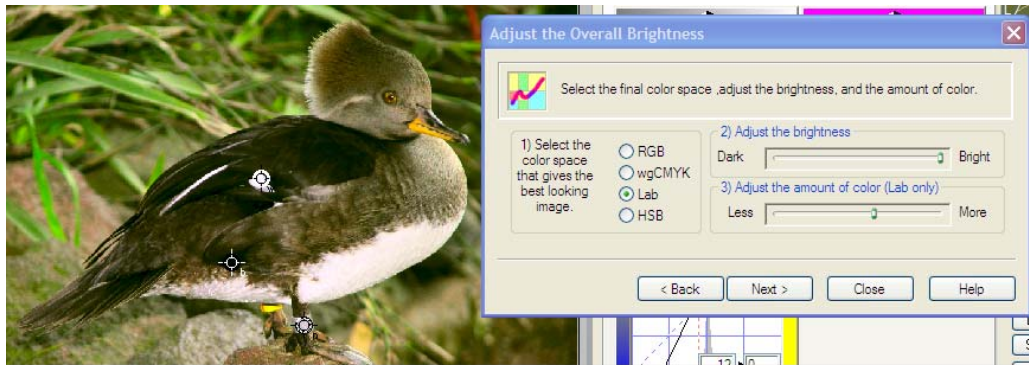 Adjust the Overall Brightness
Select the final color space ,adjust the brightness, and the amount of color.
1) Select the
color space
that gives the
best looking
image.
RGB
wgCMYK
Lab
HSB
2) Adjust the brightness
Dark
Bright
3) Adjust the amount of color (Lab only)
Less
More
< Back
Next >
Close
Help